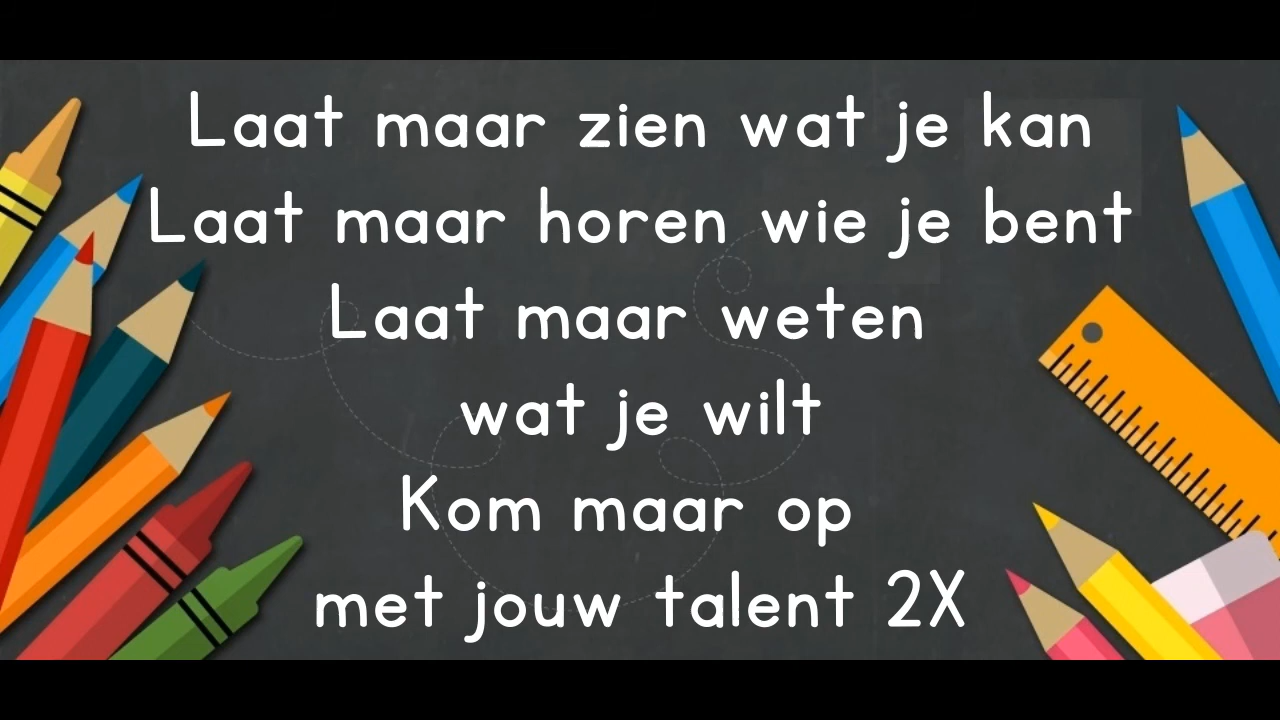 Laat maar zien wat je kan
Laat maar horen wie je bent
Laat maar weten
wat je wilt
Kom maar op
met jouw talent 2X